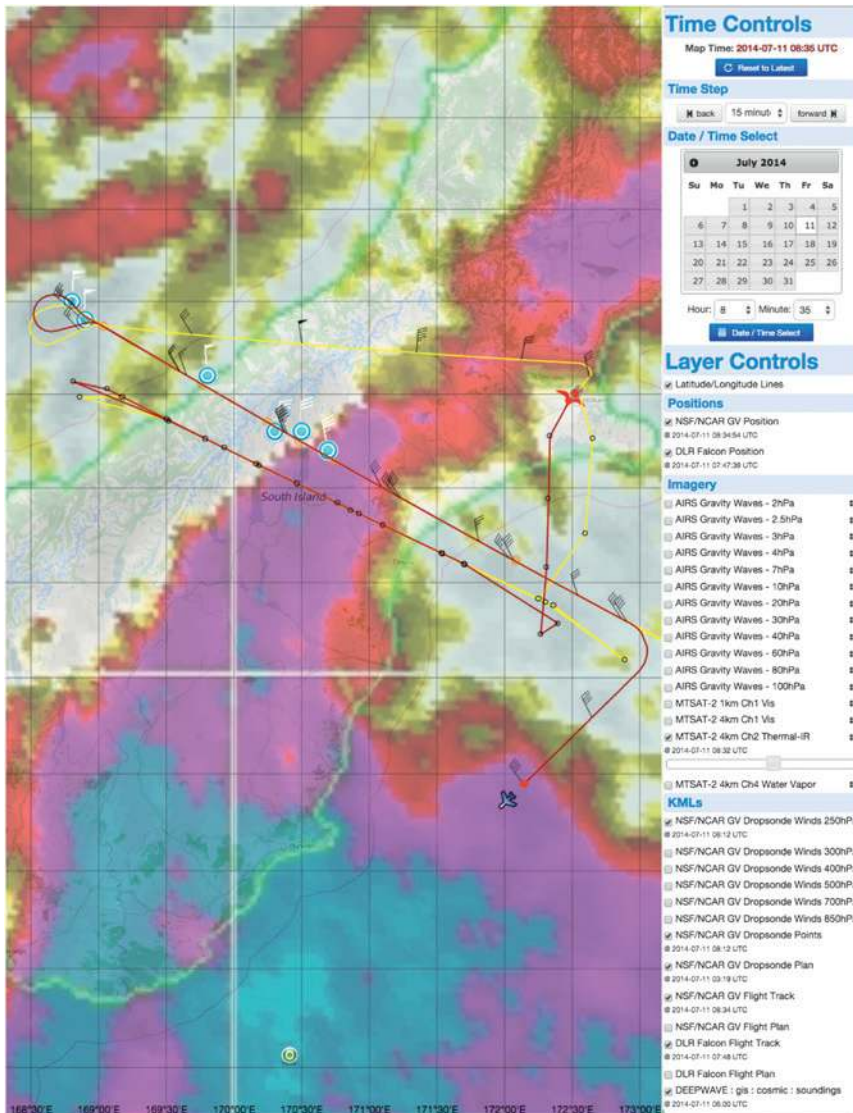 Time Controls
Map Time: 2014-07-11 08:35 UTC
Reset to Latest
Time Step
back 15 minut forward
Date / Time Select
July 2014
Su Mo Tu We Th Fr Sa
1 2 3 4 5
6 7 8 9 10 11 12
13 14 15 16 17 18 19
20 21 22 23 24 25 26
27 28 29 30 31
Hour: 8 Minute: 35
Date / Time Select
Layer Controls
Latitude/Longitude Lines
Positions
NSF/NCAR GV Position
2014-07-11 08:34:54 UTC
DLR Falcon Position
2014-07-11 07:47:38 UTC
Imagery
AIRS Gravity Waves - 2hPa
AIRS Gravity Waves - 2.5hPa
AIRS Gravity Waves - 3hPa
AIRS Gravity Waves - 4hPa
AIRS Gravity Waves - 7hPa
AIRS Gravity Waves - 10hPa
AIRS Gravity Waves - 20hPa
AIRS Gravity Waves - 30hPa
AIRS Gravity Waves - 40hPa
AIRS Gravity Waves - 60hPa
AIRS Gravity Waves - 80hPa
AIRS Gravity Waves - 100hPa
MTSAT-2 1km Ch1 Vis
MTSAT-2 4km Ch1 Vis
MTSAT-2 4km Ch2 Thermal-IR
2014-07-11 08:32 UTC
MTSAT-2 4km Ch4 Water Vapor
KMLs
NSF/NCAR GV Dropsonde Winds 250hP
2014-07-11 08:12 UTC
NSF/NCAR GV Dropsonde Winds 300hP
NSF/NCAR GV Dropsonde Winds 400hP
NSF/NCAR GV Dropsonde Winds 500hP
NSF/NCAR GV Dropsonde Winds 700hP
NSF/NCAR GV Dropsonde Winds 850hP
NSF/NCAR GV Dropsonde Points
2014-07-11 08:12 UTC
NSF/NCAR GV Dropsonde Plan
2014-07-11 03:19 UTC
NSF/NCAR GV Flight Track
2014-07-11 08:34 UTC
NSF/NCAR GV Flight Plan
DLR Falcon Flight Track
2014-07-11 07:48 UTC
DLR Falcon Flight Plan
DEEPWAVE : gis : cosmic : soundings
2014-07-11 06:00 UTC
South Island
168°30'E 169°00'E 169°30'E 170°00'E 170°30'E 171°00'E 171°30'E 172°00'E 172°30'E 173°00'E